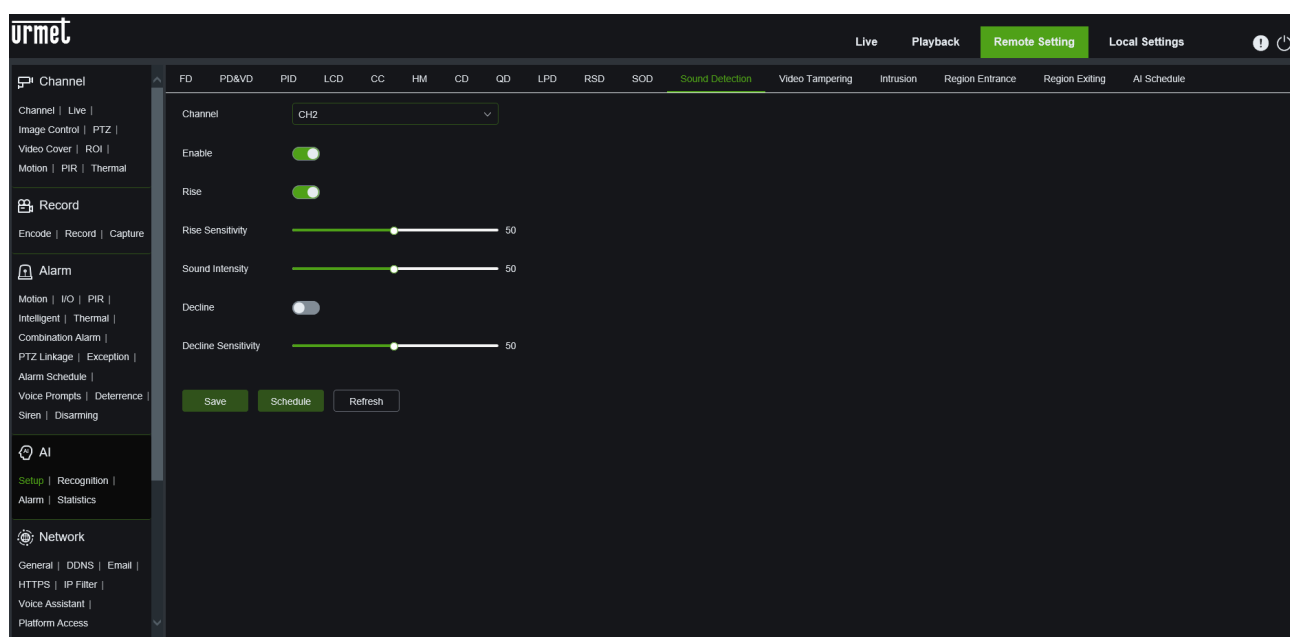 urmet
Live Playback Remote Setting Local Settings
Channel
Channel | Live |
Image Control | PTZ |
Video Cover | ROI |
Motion | PIR | Thermal
Record
Encode | Record | Capture
Alarm
Motion | I/O | PIR |
Intelligent | Thermal |
Combination Alarm |
PTZ Linkage | Exception |
Alarm Schedule |
Voice Prompts | Deterrence |
Siren | Disarming
AI
Setup | Recognition |
Alarm | Statistics
Network
General | DDNS | Email |
HTTPS | IP Filter |
Voice Assistant |
Platform Access
FD PD&VD PID LCD CC HM CD QD LPD RSD SOD Sound Detection Video Tampering Intrusion Region Entrance Region Exiting AI Schedule
Channel CH2
Enable
Rise
Rise Sensitivity 50
Sound Intensity 50
Decline
Decline Sensitivity 50
Save Schedule Refresh